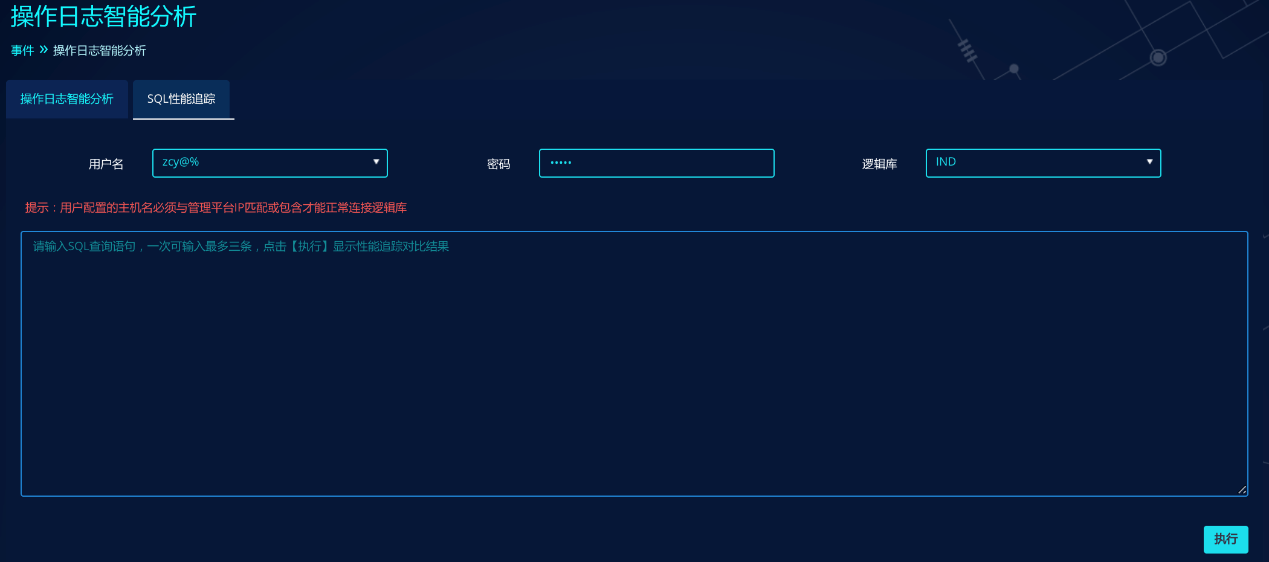 操作日志智能分析
事件 » 操作日志智能分析
操作日志智能分析 SQL性能追踪
用户名 zcy@% 密码 ••••• 逻辑库 IND
提示：用户配置的主机名必须与管理平台IP匹配或包含才能正常连接逻辑库
请输入SQL查询语句，一次可输入最多三条，点击【执行】显示性能追踪对比结果
执行